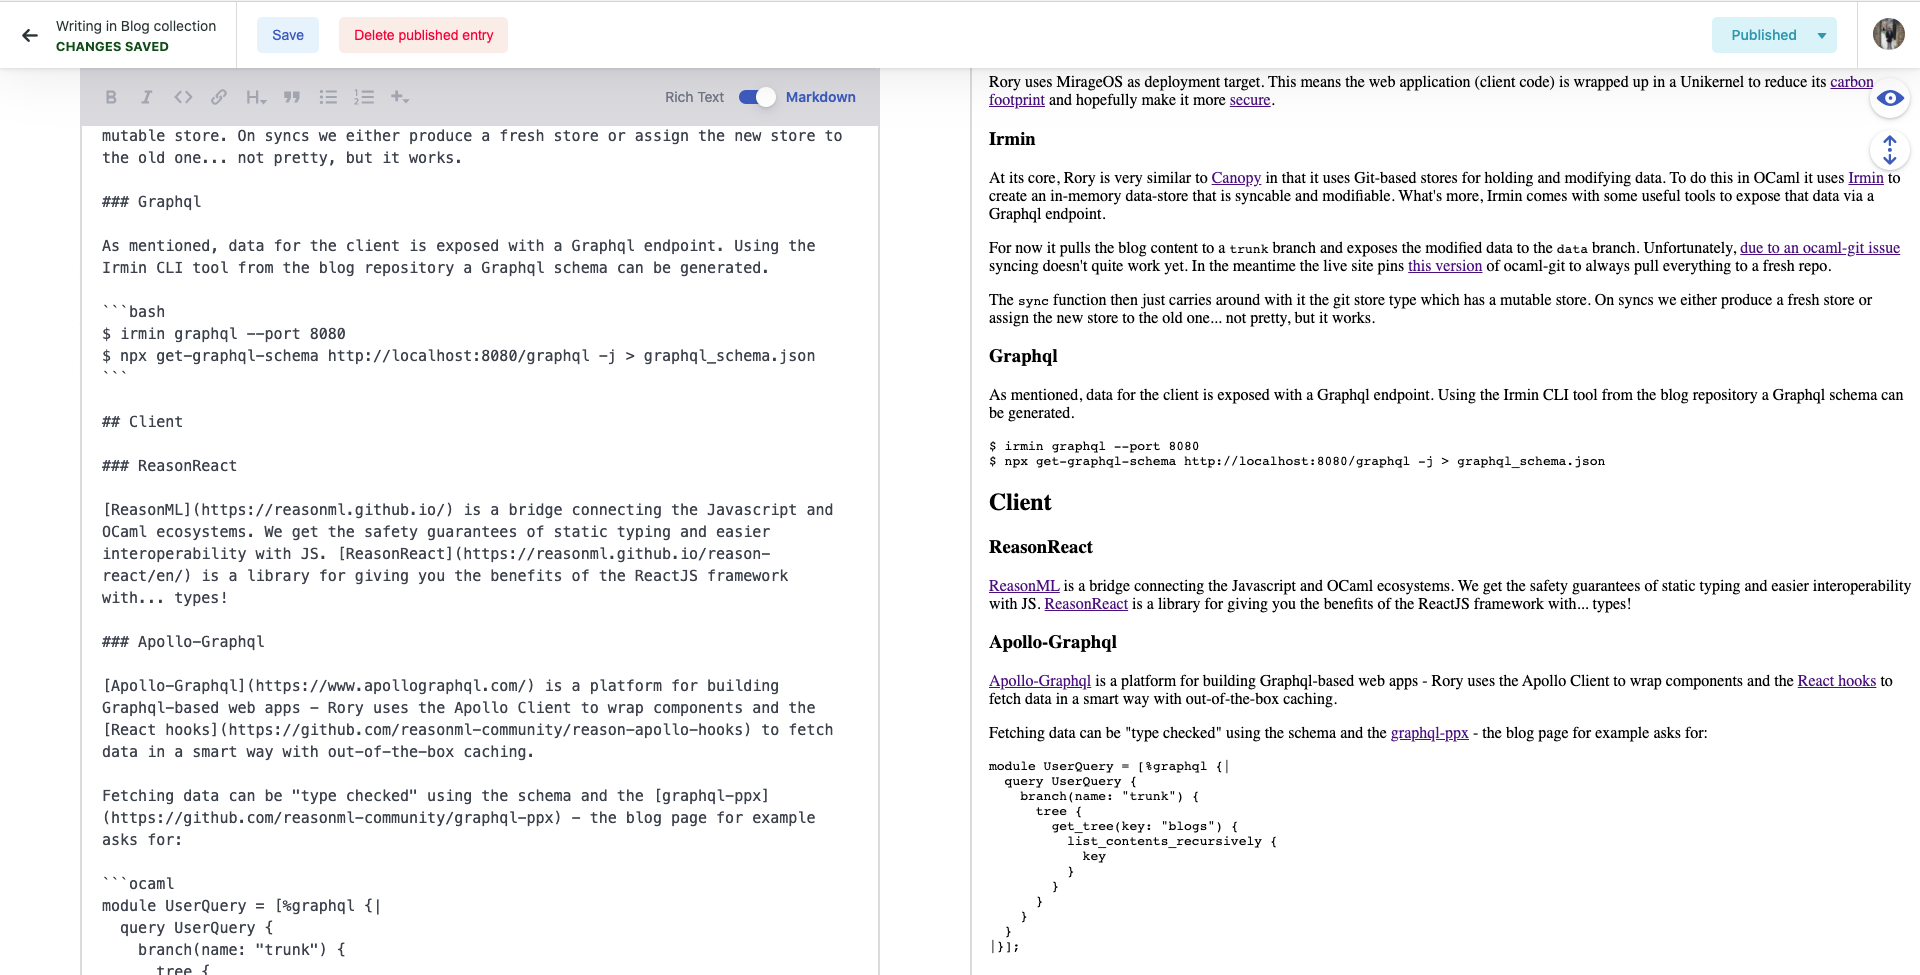 Writing in Blog collection
CHANGES SAVED
Save
Delete published entry
Published
B I <> H
Rich Text
Markdown
mutable store. On syncs we either produce a fresh store or assign the new store to
the old one... not pretty, but it works.
### Graphql
As mentioned, data for the client is exposed with a Graphql endpoint. Using the
Irmin CLI tool from the blog repository a Graphql schema can be generated.
```bash
$ irmin graphql --port 8080
$ npx get-graphql-schema http://localhost:8080/graphql -j > graphql_schema.json
```
## Client
### ReasonReact
[ReasonML](https://reasonml.github.io/) is a bridge connecting the Javascript and
OCaml ecosystems. We get the safety guarantees of static typing and easier
interoperability with JS. [ReasonReact](https://reasonml.github.io/reason-
react/en/) is a library for giving you the benefits of the ReactJS framework
with... types!
### Apollo-Graphql
[Apollo-Graphql](https://www.apollographql.com/) is a platform for building
Graphql-based web apps - Rory uses the Apollo Client to wrap components and the
[React hooks](https://github.com/reasonml-community/reason-apollo-hooks) to fetch
data in a smart way with out-of-the-box caching.
Fetching data can be "type checked" using the schema and the [graphql-ppx]
(https://github.com/reasonml-community/graphql-ppx) - the blog page for example
asks for:
```ocaml
module UserQuery = [%graphql {|
  query UserQuery {
    branch(name: "trunk") {
      tree {
Rory uses MirageOS as deployment target. This means the web application (client code) is wrapped up in a Unikernel to reduce its carbon
footprint and hopefully make it more secure.
Irmin
At its core, Rory is very similar to Canopy in that it uses Git-based stores for holding and modifying data. To do this in OCaml it uses Irmin to
create an in-memory data-store that is syncable and modifiable. What's more, Irmin comes with some useful tools to expose that data via a
Graphql endpoint.
For now it pulls the blog content to a trunk branch and exposes the modified data to the data branch. Unfortunately, due to an ocaml-git issue
syncing doesn't quite work yet. In the meantime the live site pins this version of ocaml-git to always pull everything to a fresh repo.
The sync function then just carries around with it the git store type which has a mutable store. On syncs we either produce a fresh store or
assign the new store to the old one... not pretty, but it works.
Graphql
As mentioned, data for the client is exposed with a Graphql endpoint. Using the Irmin CLI tool from the blog repository a Graphql schema can
be generated.
$ irmin graphql --port 8080
$ npx get-graphql-schema http://localhost:8080/graphql -j > graphql_schema.json
Client
ReasonReact
ReasonML is a bridge connecting the Javascript and OCaml ecosystems. We get the safety guarantees of static typing and easier interoperability
with JS. ReasonReact is a library for giving you the benefits of the ReactJS framework with... types!
Apollo-Graphql
Apollo-Graphql is a platform for building Graphql-based web apps - Rory uses the Apollo Client to wrap components and the React hooks to
fetch data in a smart way with out-of-the-box caching.
Fetching data can be "type checked" using the schema and the graphql-ppx - the blog page for example asks for:
module UserQuery = [%graphql {|
  query UserQuery {
    branch(name: "trunk") {
      tree {
        get_tree(key: "blogs") {
          list_contents_recursively {
            key
          }
        }
      }
    }
  }
|}];